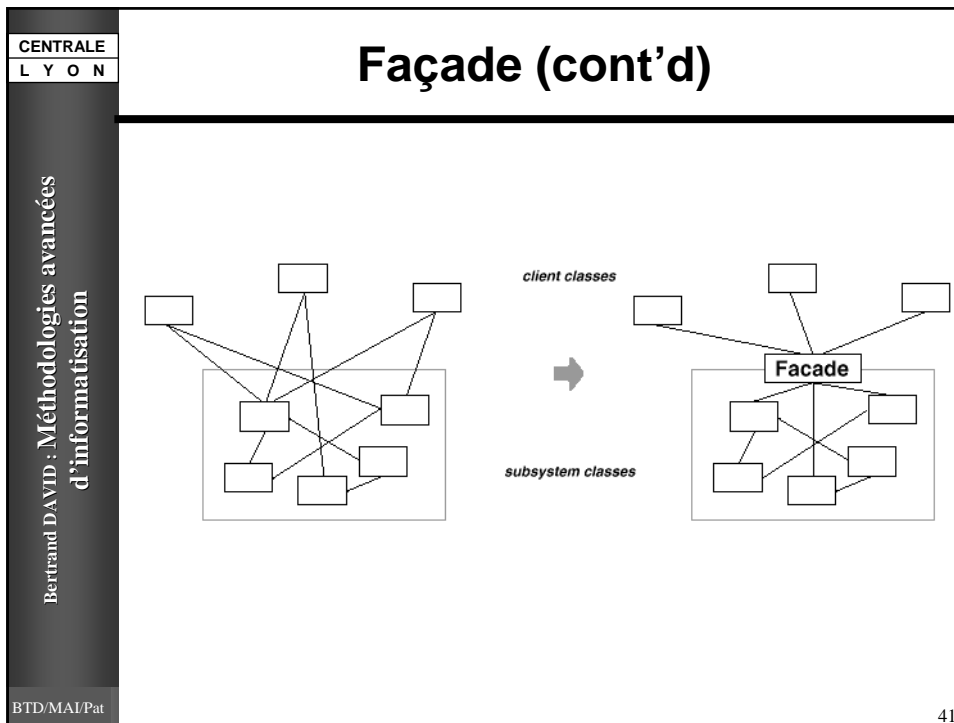 CENTRALE
L Y O N
Façade (cont’d)
Bertrand DAVID : Méthodologies avancées
d’informatisation
client classes
Facade
subsystem classes
BTD/MAI/Pat
41